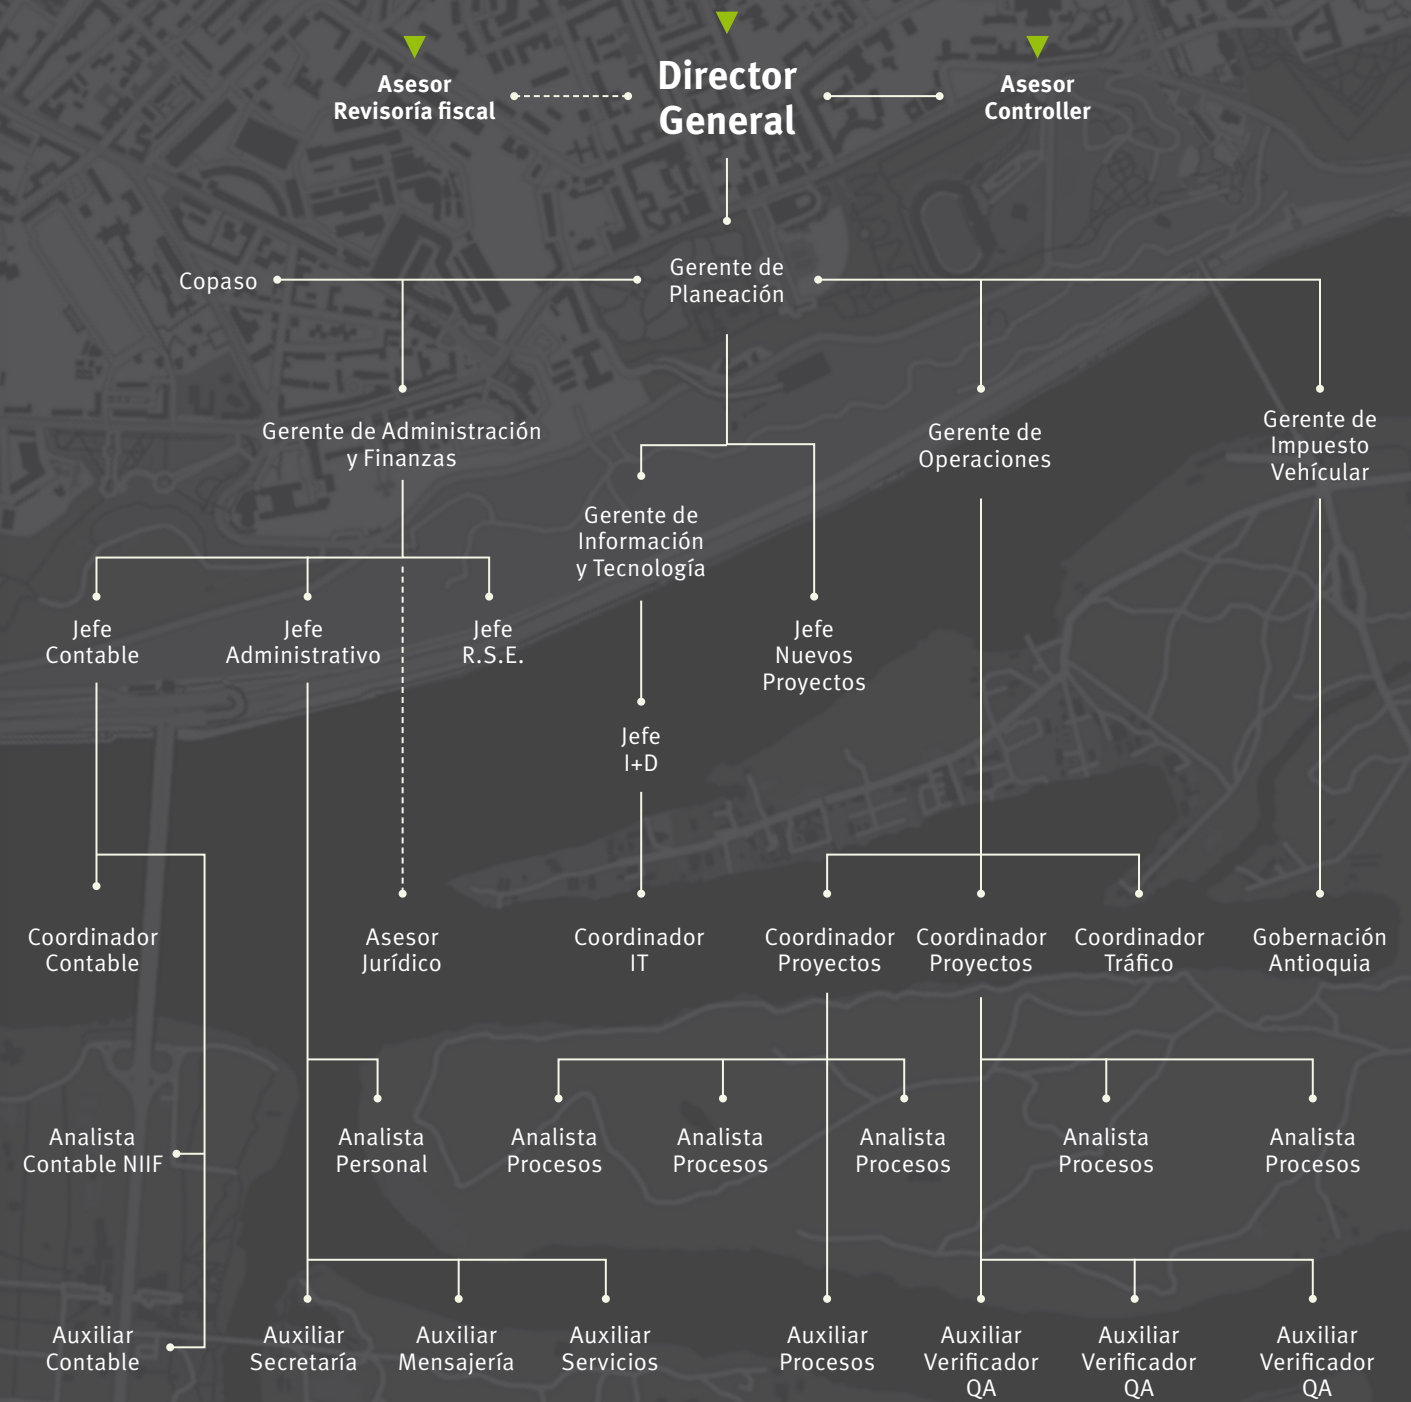 Asesor
Revisoría fiscal
Director
General
Asesor
Controller
Copaso
Gerente de
Planeación
Gerente de Administración
y Finanzas
Gerente de
Información
y Tecnología
Gerente de
Operaciones
Gerente de
Impuesto
Vehícular
Jefe
Contable
Jefe
Administrativo
Jefe
R.S.E.
Jefe
Nuevos
Proyectos
Jefe
I+D
Coordinador
Contable
Asesor
Jurídico
Coordinador
IT
Coordinador
Proyectos
Coordinador
Proyectos
Coordinador
Tráfico
Gobernación
Antioquia
Analista
Contable NIIF
Analista
Personal
Analista
Procesos
Analista
Procesos
Analista
Procesos
Analista
Procesos
Analista
Procesos
Auxiliar
Contable
Auxiliar
Secretaría
Auxiliar
Mensajería
Auxiliar
Servicios
Auxiliar
Procesos
Auxiliar
Verificador
QA
Auxiliar
Verificador
QA
Auxiliar
Verificador
QA